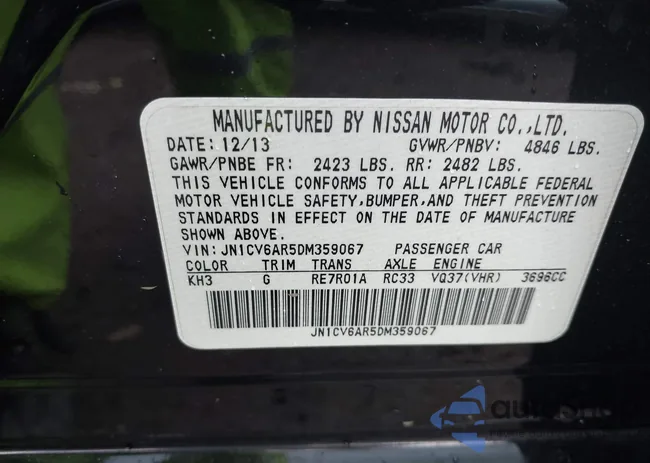 MANUFACTURED BY NISSAN MOTOR CO.,LTD.
DATE: 12/13 GVWR/PNBV: 4846 LBS.
GAWR/PNBE FR: 2423 LBS. RR: 2482 LBS.
THIS VEHICLE CONFORMS TO ALL APPLICABLE FEDERAL
MOTOR VEHICLE SAFETY,BUMPER,AND THEFT PREVENTION
STANDARDS IN EFFECT ON THE DATE OF MANUFACTURE
SHOWN ABOVE.
VIN: JN1CV6AR5DM359067 PASSENGER CAR
COLOR TRIM TRANS AXLE ENGINE
KH3 G RE7R01A RC33 VQ37(VHR) 3696CC
JN1CV6AR5DM359067